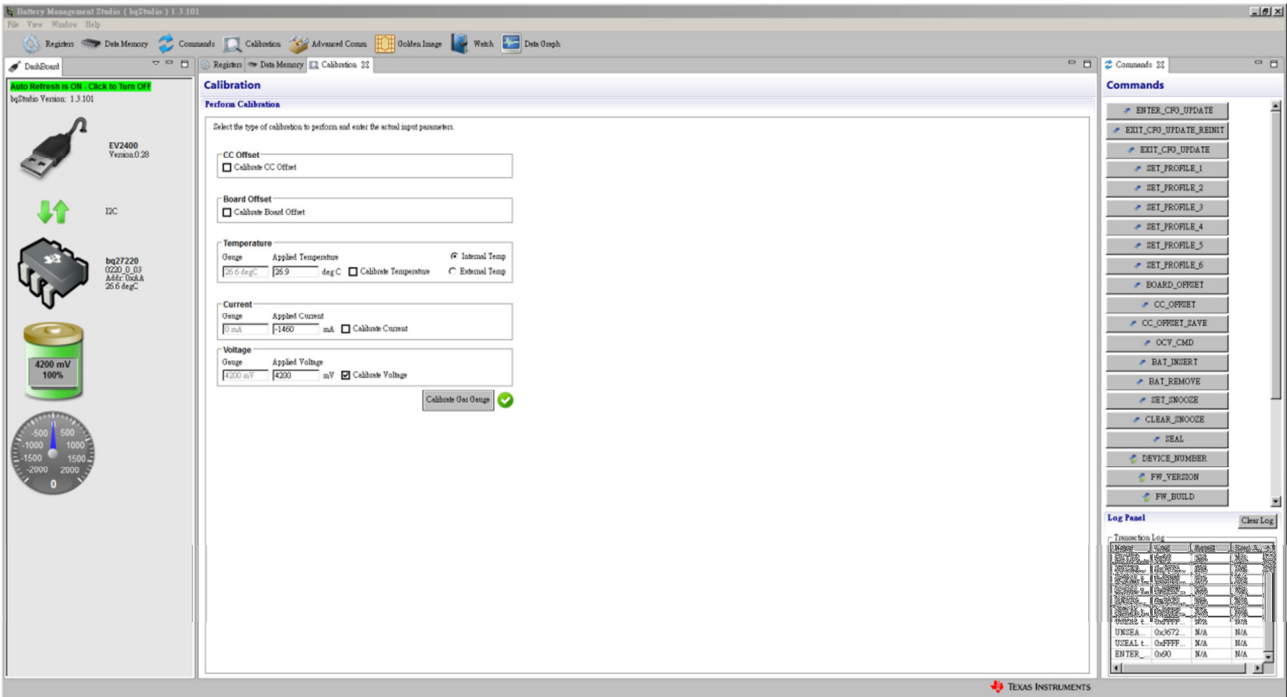 Battery Management Studio ( bqStudio ) 1.3.101
File View Window Help
Registers Data Memory Commands Calibration Advanced Comm Golden Image Watch Data Graph
DashBoard
Auto Refresh is ON - Click to Turn OFF
bqStudio Version: 1.3.101
EV2400
Version:0.28
I2C
bq27220
0220_0_03
Addr: 0xAA
26.6 degC
4200 mV
100%
-500 500
-1000 1000
-1500 1500
-2000 2000
0
Registers Data Memory Calibration
Calibration
Perform Calibration
Select the type of calibration to perform and enter the actual input parameters.
CC Offset
Calibrate CC Offset
Board Offset
Calibrate Board Offset
Temperature
Gauge Applied Temperature Internal Temp
26.6 degC 26.9 deg C Calibrate Temperature External Temp
Current
Gauge Applied Current
0 mA -1460 mA Calibrate Current
Voltage
Gauge Applied Voltage
4200 mV 4200 mV Calibrate Voltage
Calibrate Gas Gauge
Commands
Commands
ENTER_CFG_UPDATE
EXIT_CFG_UPDATE_REINIT
EXIT_CFG_UPDATE
SET_PROFILE_1
SET_PROFILE_2
SET_PROFILE_3
SET_PROFILE_4
SET_PROFILE_5
SET_PROFILE_6
BOARD_OFFSET
CC_OFFSET
CC_OFFSET_SAVE
OCV_CMD
BAT_INSERT
BAT_REMOVE
SET_SNOOZE
CLEAR_SNOOZE
SEAL
DEVICE_NUMBER
FW_VERSION
FW_BUILD
Log Panel Clear Log
Transaction Log
UNSEA... 0x3672... N/A N/A
USEAL t... 0xFFFF... N/A N/A
ENTER_... 0x90 N/A N/A
TEXAS INSTRUMENTS